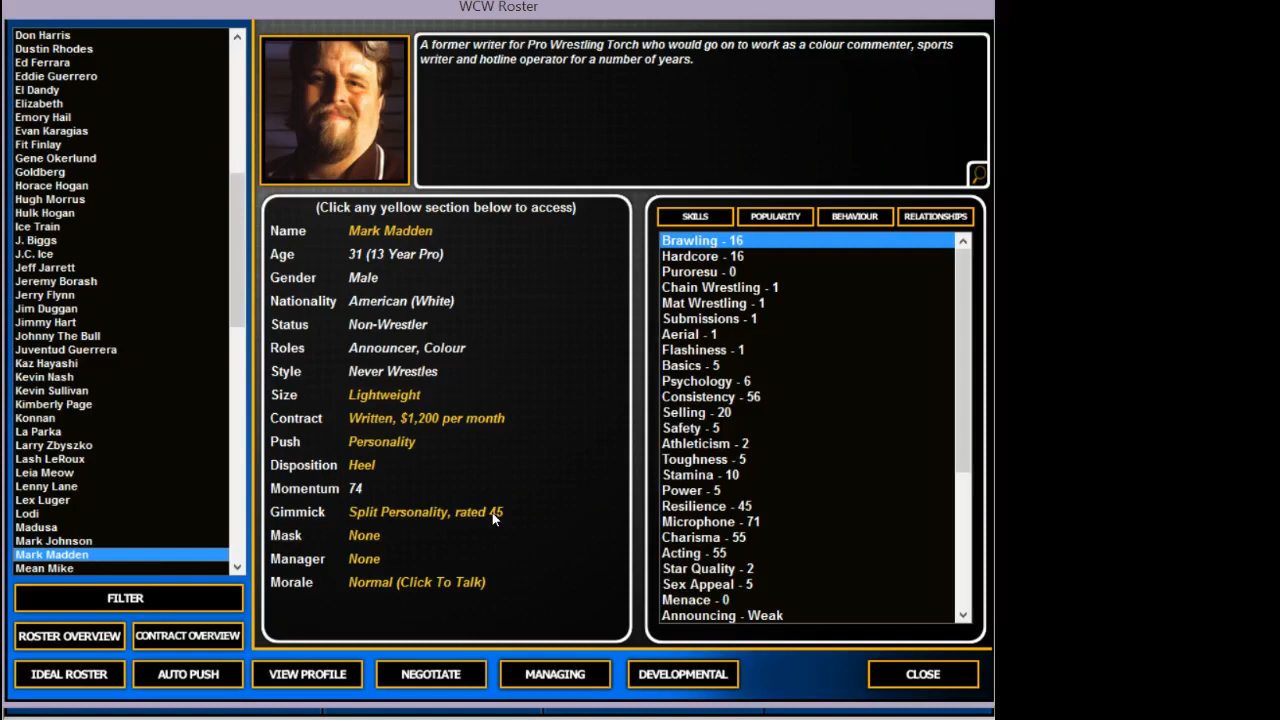 WCW Roster
Don Harris
Dustin Rhodes
Ed Ferrara
Eddie Guerrero
El Dandy
Elizabeth
Emory Hail
Evan Karagias
Fit Finlay
Gene Okerlund
Goldberg
Horace Hogan
Hugh Morrus
Hulk Hogan
Ice Train
J. Biggs
J.C. Ice
Jeff Jarrett
Jeremy Borash
Jerry Flynn
Jim Duggan
Jimmy Hart
Johnny The Bull
Juventud Guerrera
Kaz Hayashi
Kevin Nash
Kevin Sullivan
Kimberly Page
Konnan
La Parka
Larry Zbyszko
Lash LeRoux
Leia Meow
Lenny Lane
Lex Luger
Lodi
Madusa
Mark Johnson
Mark Madden
Mean Mike
FILTER
ROSTER OVERVIEW CONTRACT OVERVIEW
A former writer for Pro Wrestling Torch who would go on to work as a colour commenter, sports
writer and hotline operator for a number of years.
(Click any yellow section below to access)
Name Mark Madden
Age 31 (13 Year Pro)
Gender Male
Nationality American (White)
Status Non-Wrestler
Roles Announcer, Colour
Style Never Wrestles
Size Lightweight
Contract Written, $1,200 per month
Push Personality
Disposition Heel
Momentum 74
Gimmick Split Personality, rated 45
Mask None
Manager None
Morale Normal (Click To Talk)
SKILLS POPULARITY BEHAVIOUR RELATIONSHIPS
Brawling - 16
Hardcore - 16
Puroresu - 0
Chain Wrestling - 1
Mat Wrestling - 1
Submissions - 1
Aerial - 1
Flashiness - 1
Basics - 5
Psychology - 6
Consistency - 56
Selling - 20
Safety - 5
Athleticism - 2
Toughness - 5
Stamina - 10
Power - 5
Resilience - 45
Microphone - 71
Charisma - 55
Acting - 55
Star Quality - 2
Sex Appeal - 5
Menace - 0
Announcing - Weak
IDEAL ROSTER AUTO PUSH VIEW PROFILE NEGOTIATE MANAGING DEVELOPMENTAL CLOSE